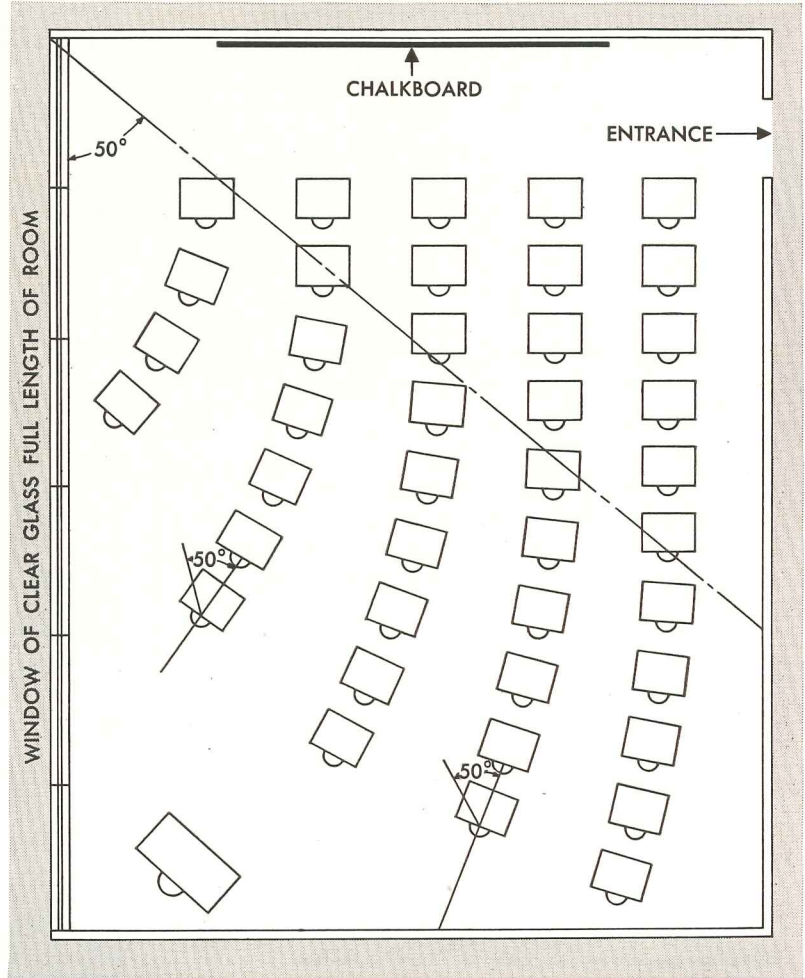 CHALKBOARD
ENTRANCE
50°
WINDOW OF CLEAR GLASS FULL LENGTH OF ROOM
50°
50°